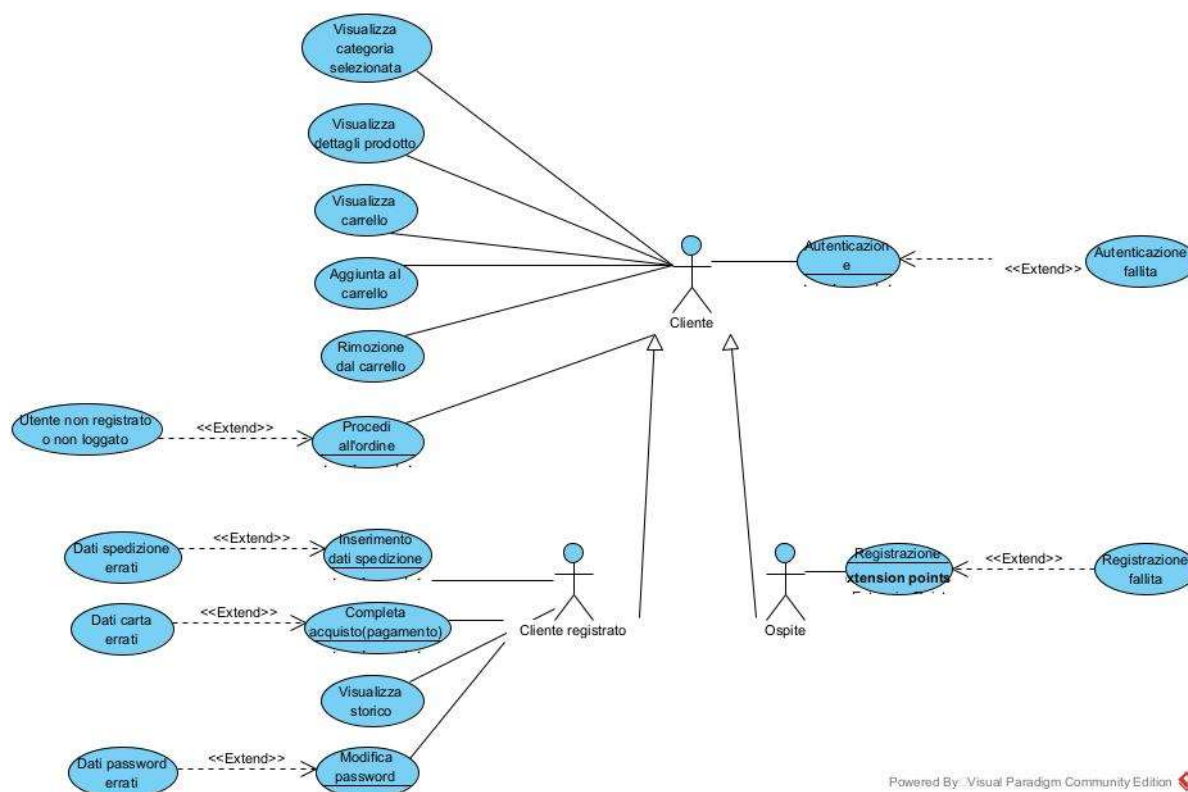 Visualizza
categoria
selezionata
Visualizza
dettagli prodotto
Visualizza
carrello
Aggiunta al
carrello
Rimozione
dal carrello
Cliente
Autenticazion
e
<<Extend>>
Autenticazione
fallita
Utente non registrato
o non loggato
<<Extend>>
Procedi
all'ordine
Dati spedizione
errati
<<Extend>>
Inserimento
dati spedizione
Dati carta
errati
<<Extend>>
Completa
acquisto(pagamento)
Cliente registrato
Visualizza
storico
Dati password
errati
<<Extend>>
Modifica
password
Ospite
Registrazione
xtension points
<<Extend>>
Registrazione
fallita
Powered By Visual Paradigm Community Edition